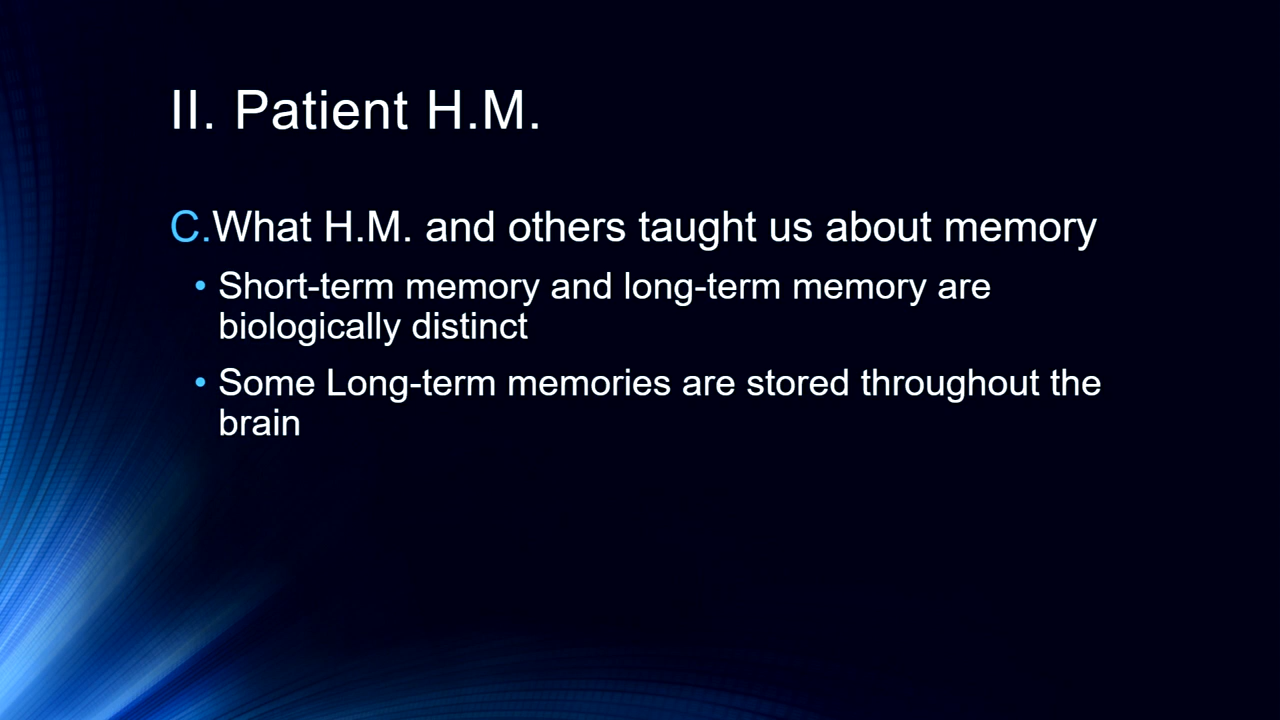 II. Patient H.M.
C.What H.M. and others taught us about memory
• Short-term memory and long-term memory are
biologically distinct
• Some Long-term memories are stored throughout the
brain